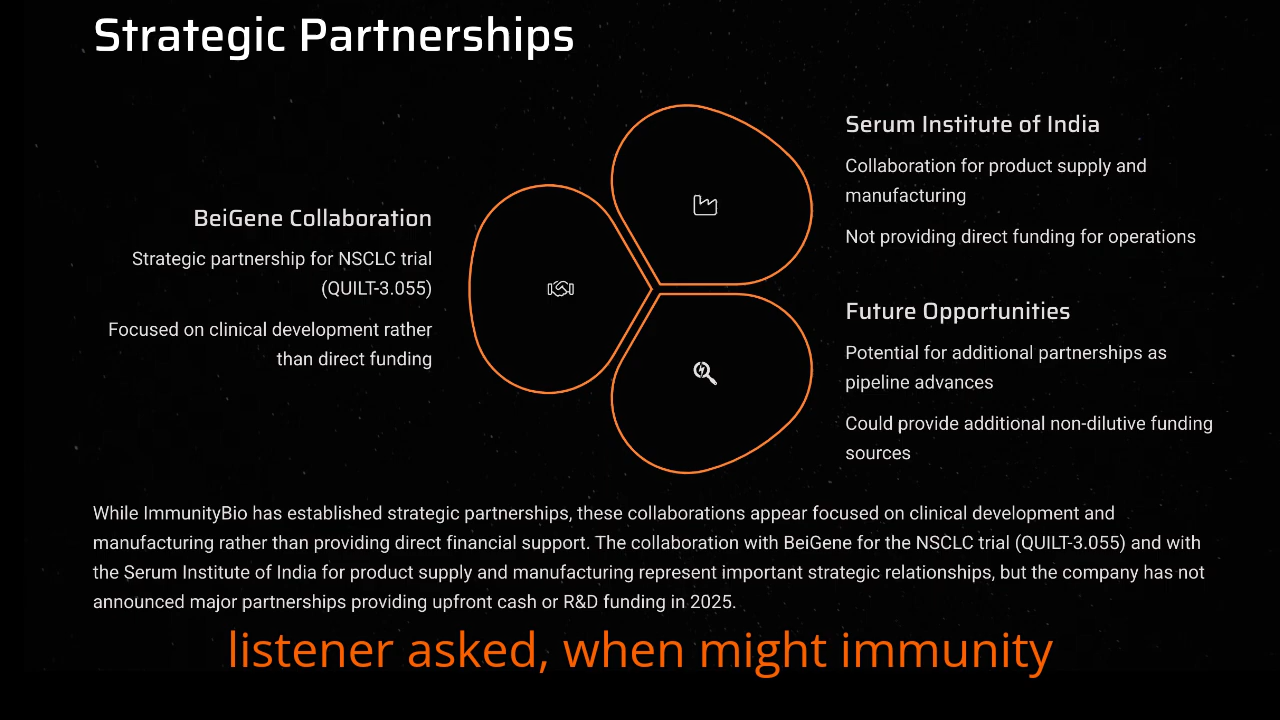 Strategic Partnerships
BeiGene Collaboration
Strategic partnership for NSCLC trial
(QUILT-3.055)
Focused on clinical development rather
than direct funding
Serum Institute of India
Collaboration for product supply and
manufacturing
Not providing direct funding for operations
Future Opportunities
Potential for additional partnerships as
pipeline advances
Could provide additional non-dilutive funding
sources
While ImmunityBio has established strategic partnerships, these collaborations appear focused on clinical development and
manufacturing rather than providing direct financial support. The collaboration with BeiGene for the NSCLC trial (QUILT-3.055) and with
the Serum Institute of India for product supply and manufacturing represent important strategic relationships, but the company has not
announced major partnerships providing upfront cash or R&D funding in 2025.
listener asked, when might immunity